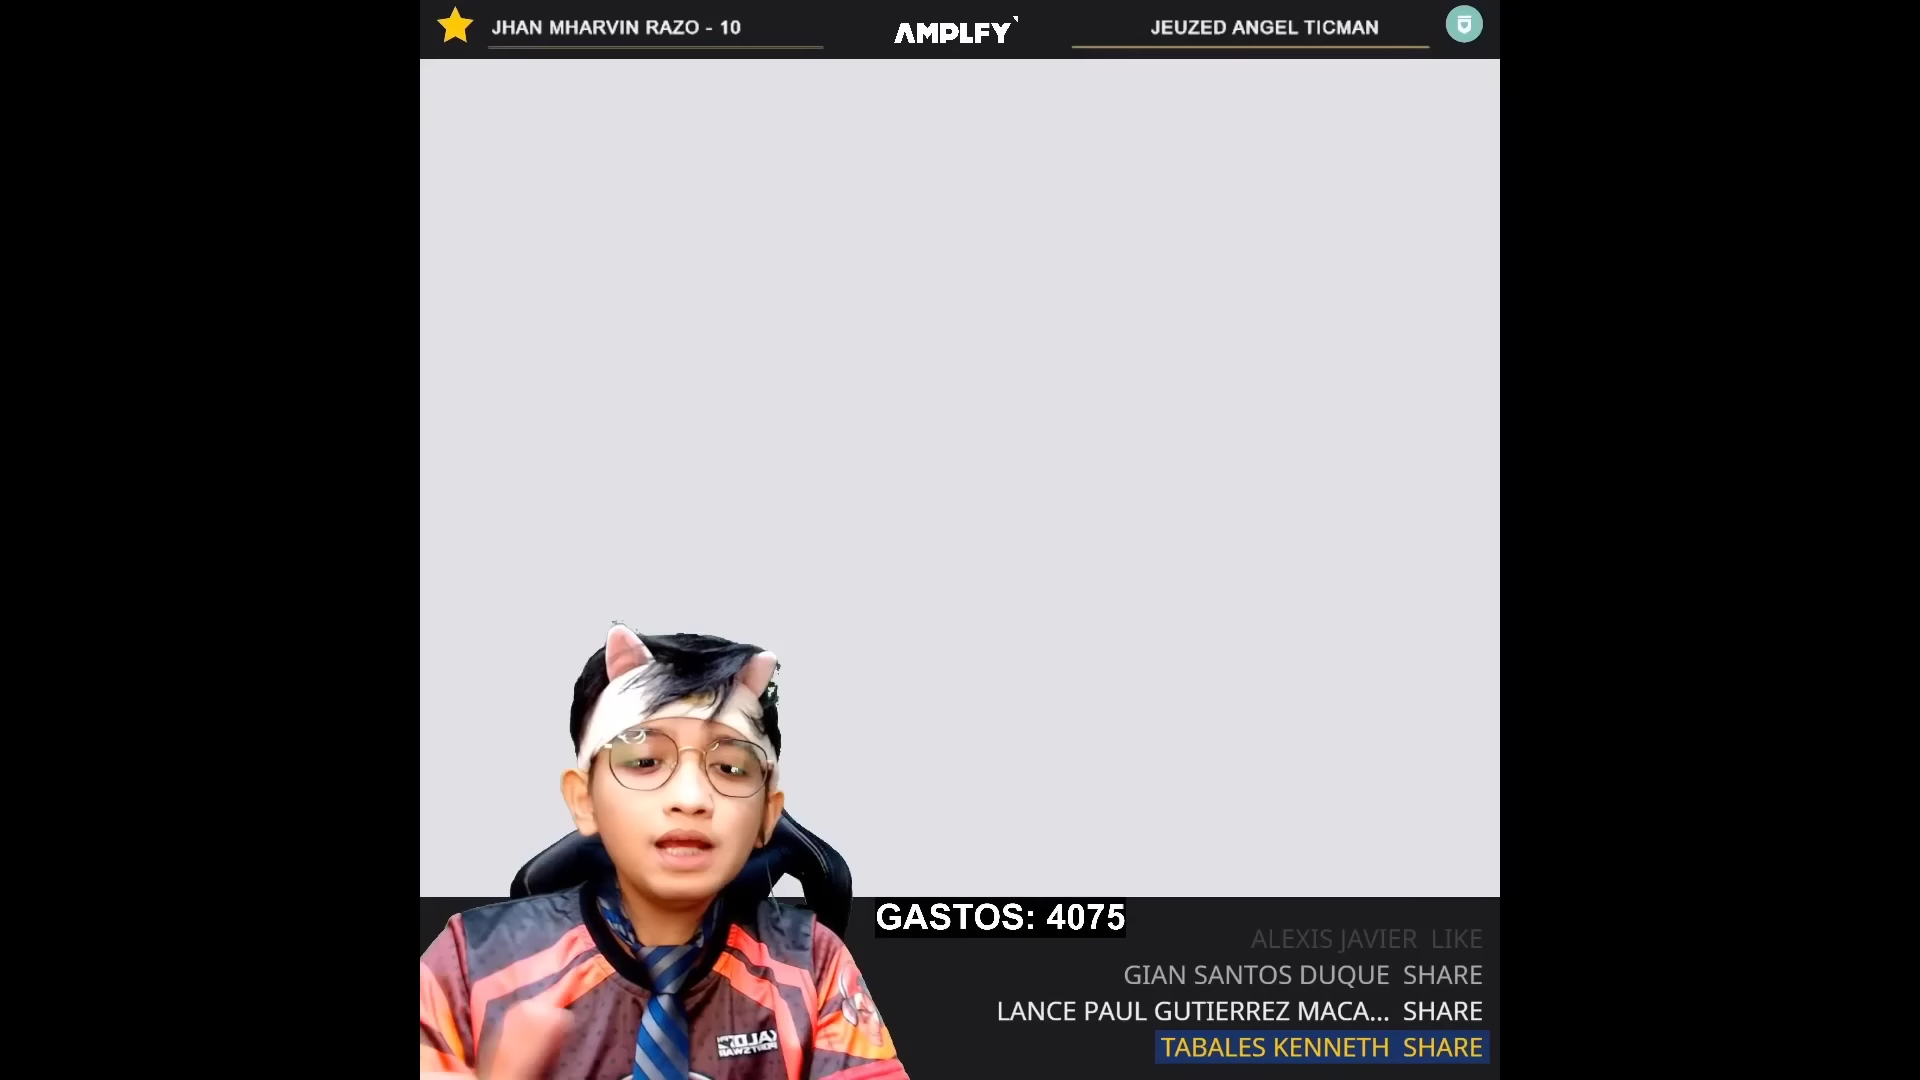 JHAN MHARVIN RAZO - 10
AMPLFY
JEUZED ANGEL TICMAN
GASTOS: 4075
ALEXIS JAVIER LIKE
GIAN SANTOS DUQUE SHARE
LANCE PAUL GUTIERREZ MACA... SHARE
TABALES KENNETH SHARE